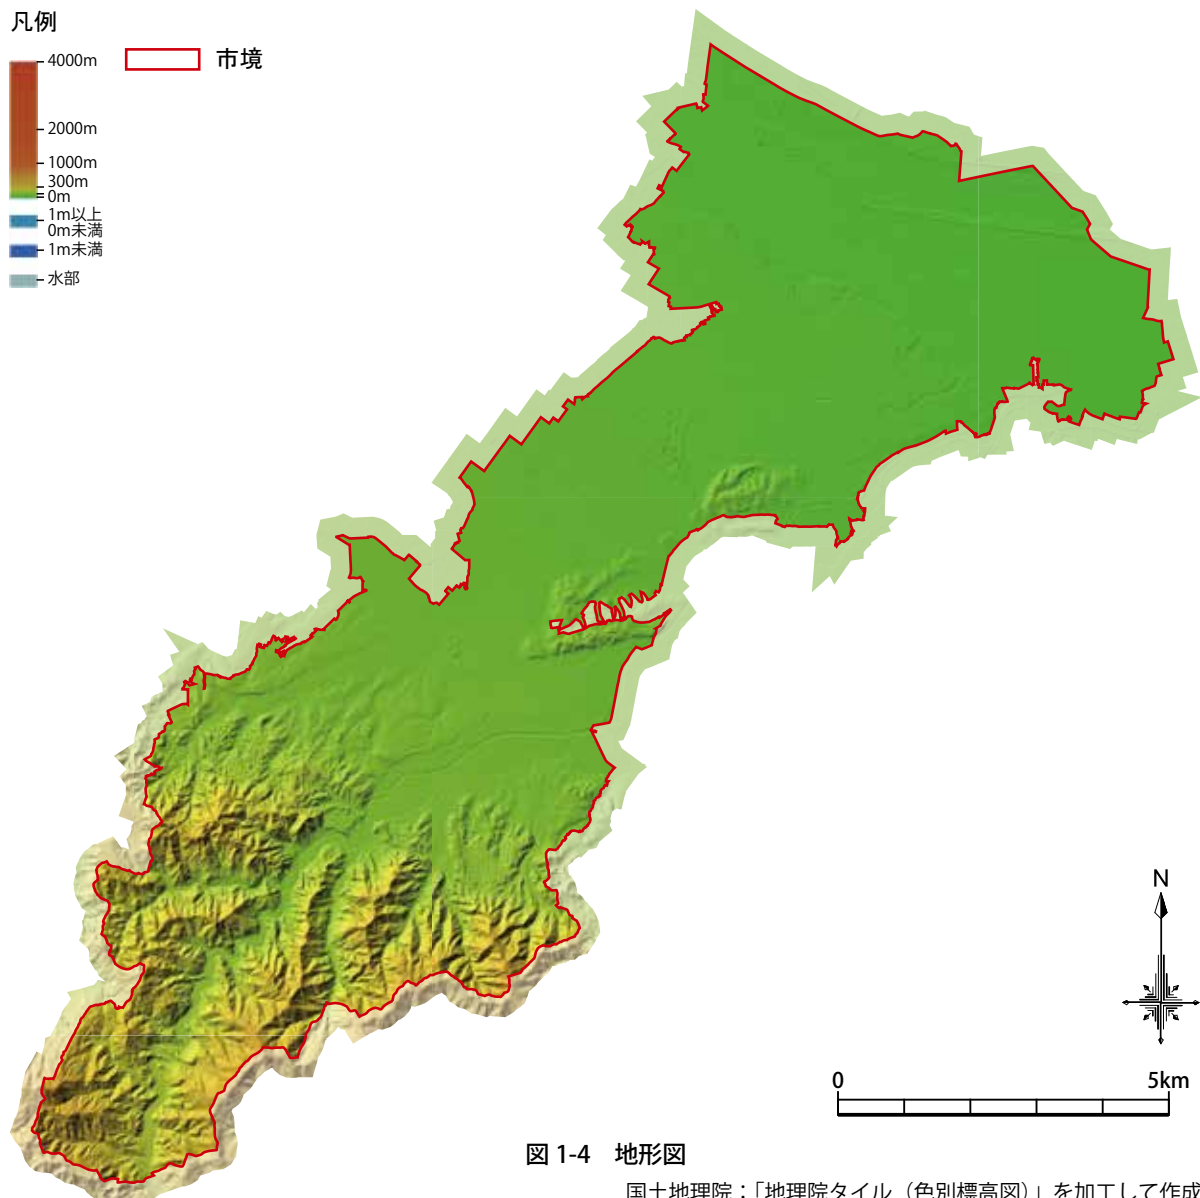 凡例
市境
4000m
2000m
1000m
300m
0m
1m以上
0m未満
1m未満
水部
N
0 5km
図 1-4 地形図
国土地理院:「地理院タイル(色別標高図)」を加工して作成